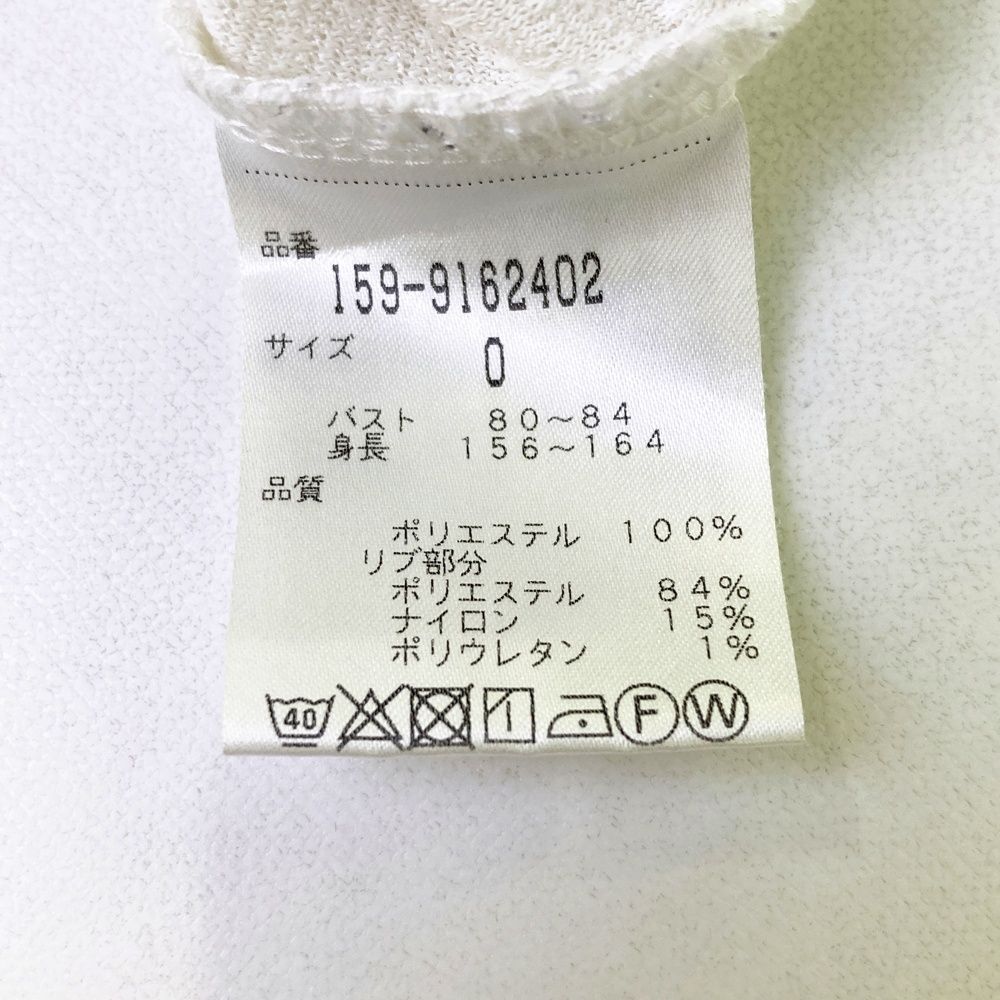 品番
159-9162402
サイズ
0
バスト 80～84
身長 156～164
品質
ポリエステル 100%
リブ部分
ポリエステル 84%
ナイロン 15%
ポリウレタン 1%
40 F W